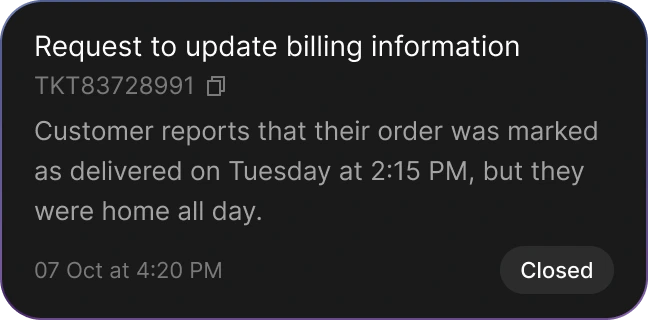 Request to update billing information
TKT83728991
Customer reports that their order was marked
as delivered on Tuesday at 2:15 PM, but they
were home all day.
07 Oct at 4:20 PM
Closed